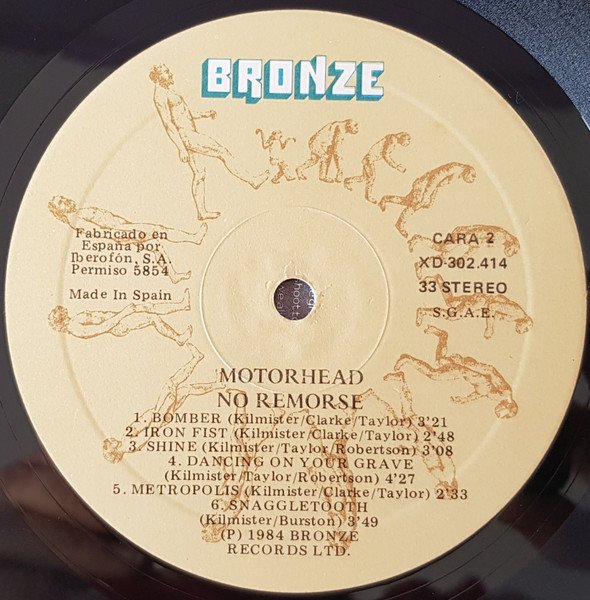 BRONZE
Fabricado en
España por
Iberofón, S.A.
Permiso 5854
Made In Spain
CARA 2
XD-302.414
33 STEREO
S.G.A.E.
MOTORHEAD
NO REMORSE
1. BOMBER (Kilmister/Clarke/Taylor) 3'21
2. IRON FIST (Kilmister/Clarke/Taylor) 2'48
3. SHINE (Kilmister/Taylor/Robertson) 3'08
4. DANCING ON YOUR GRAVE
(Kilmister/Taylor/Robertson) 4'27
5. METROPOLIS (Kilmister/Clarke/Taylor) 2'33
6. SNAGGLETOOTH
(Kilmister/Burston) 3'49
(P) 1984 BRONZE
RECORDS LTD.